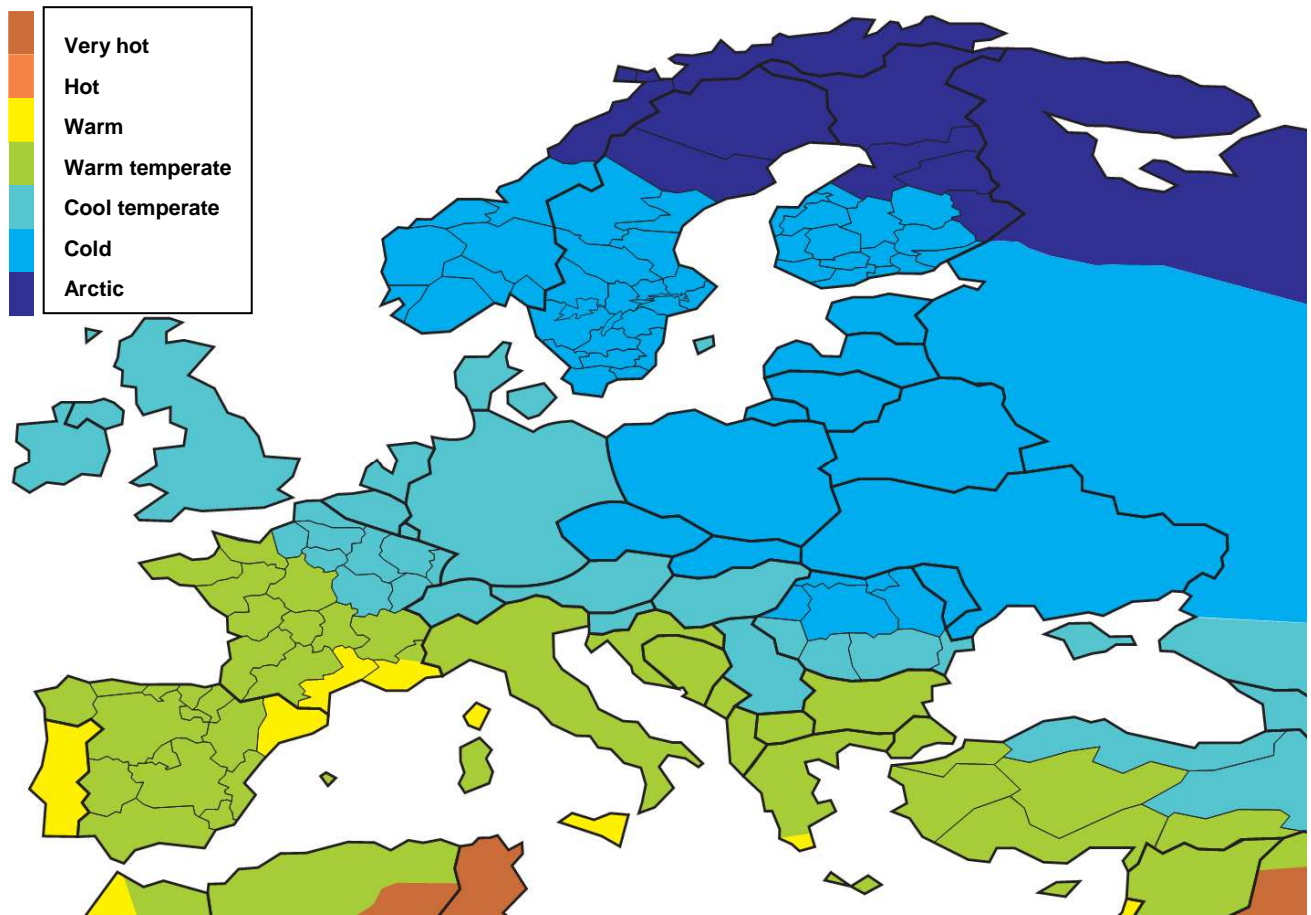 Very hot
Hot
Warm
Warm temperate
Cool temperate
Cold
Arctic